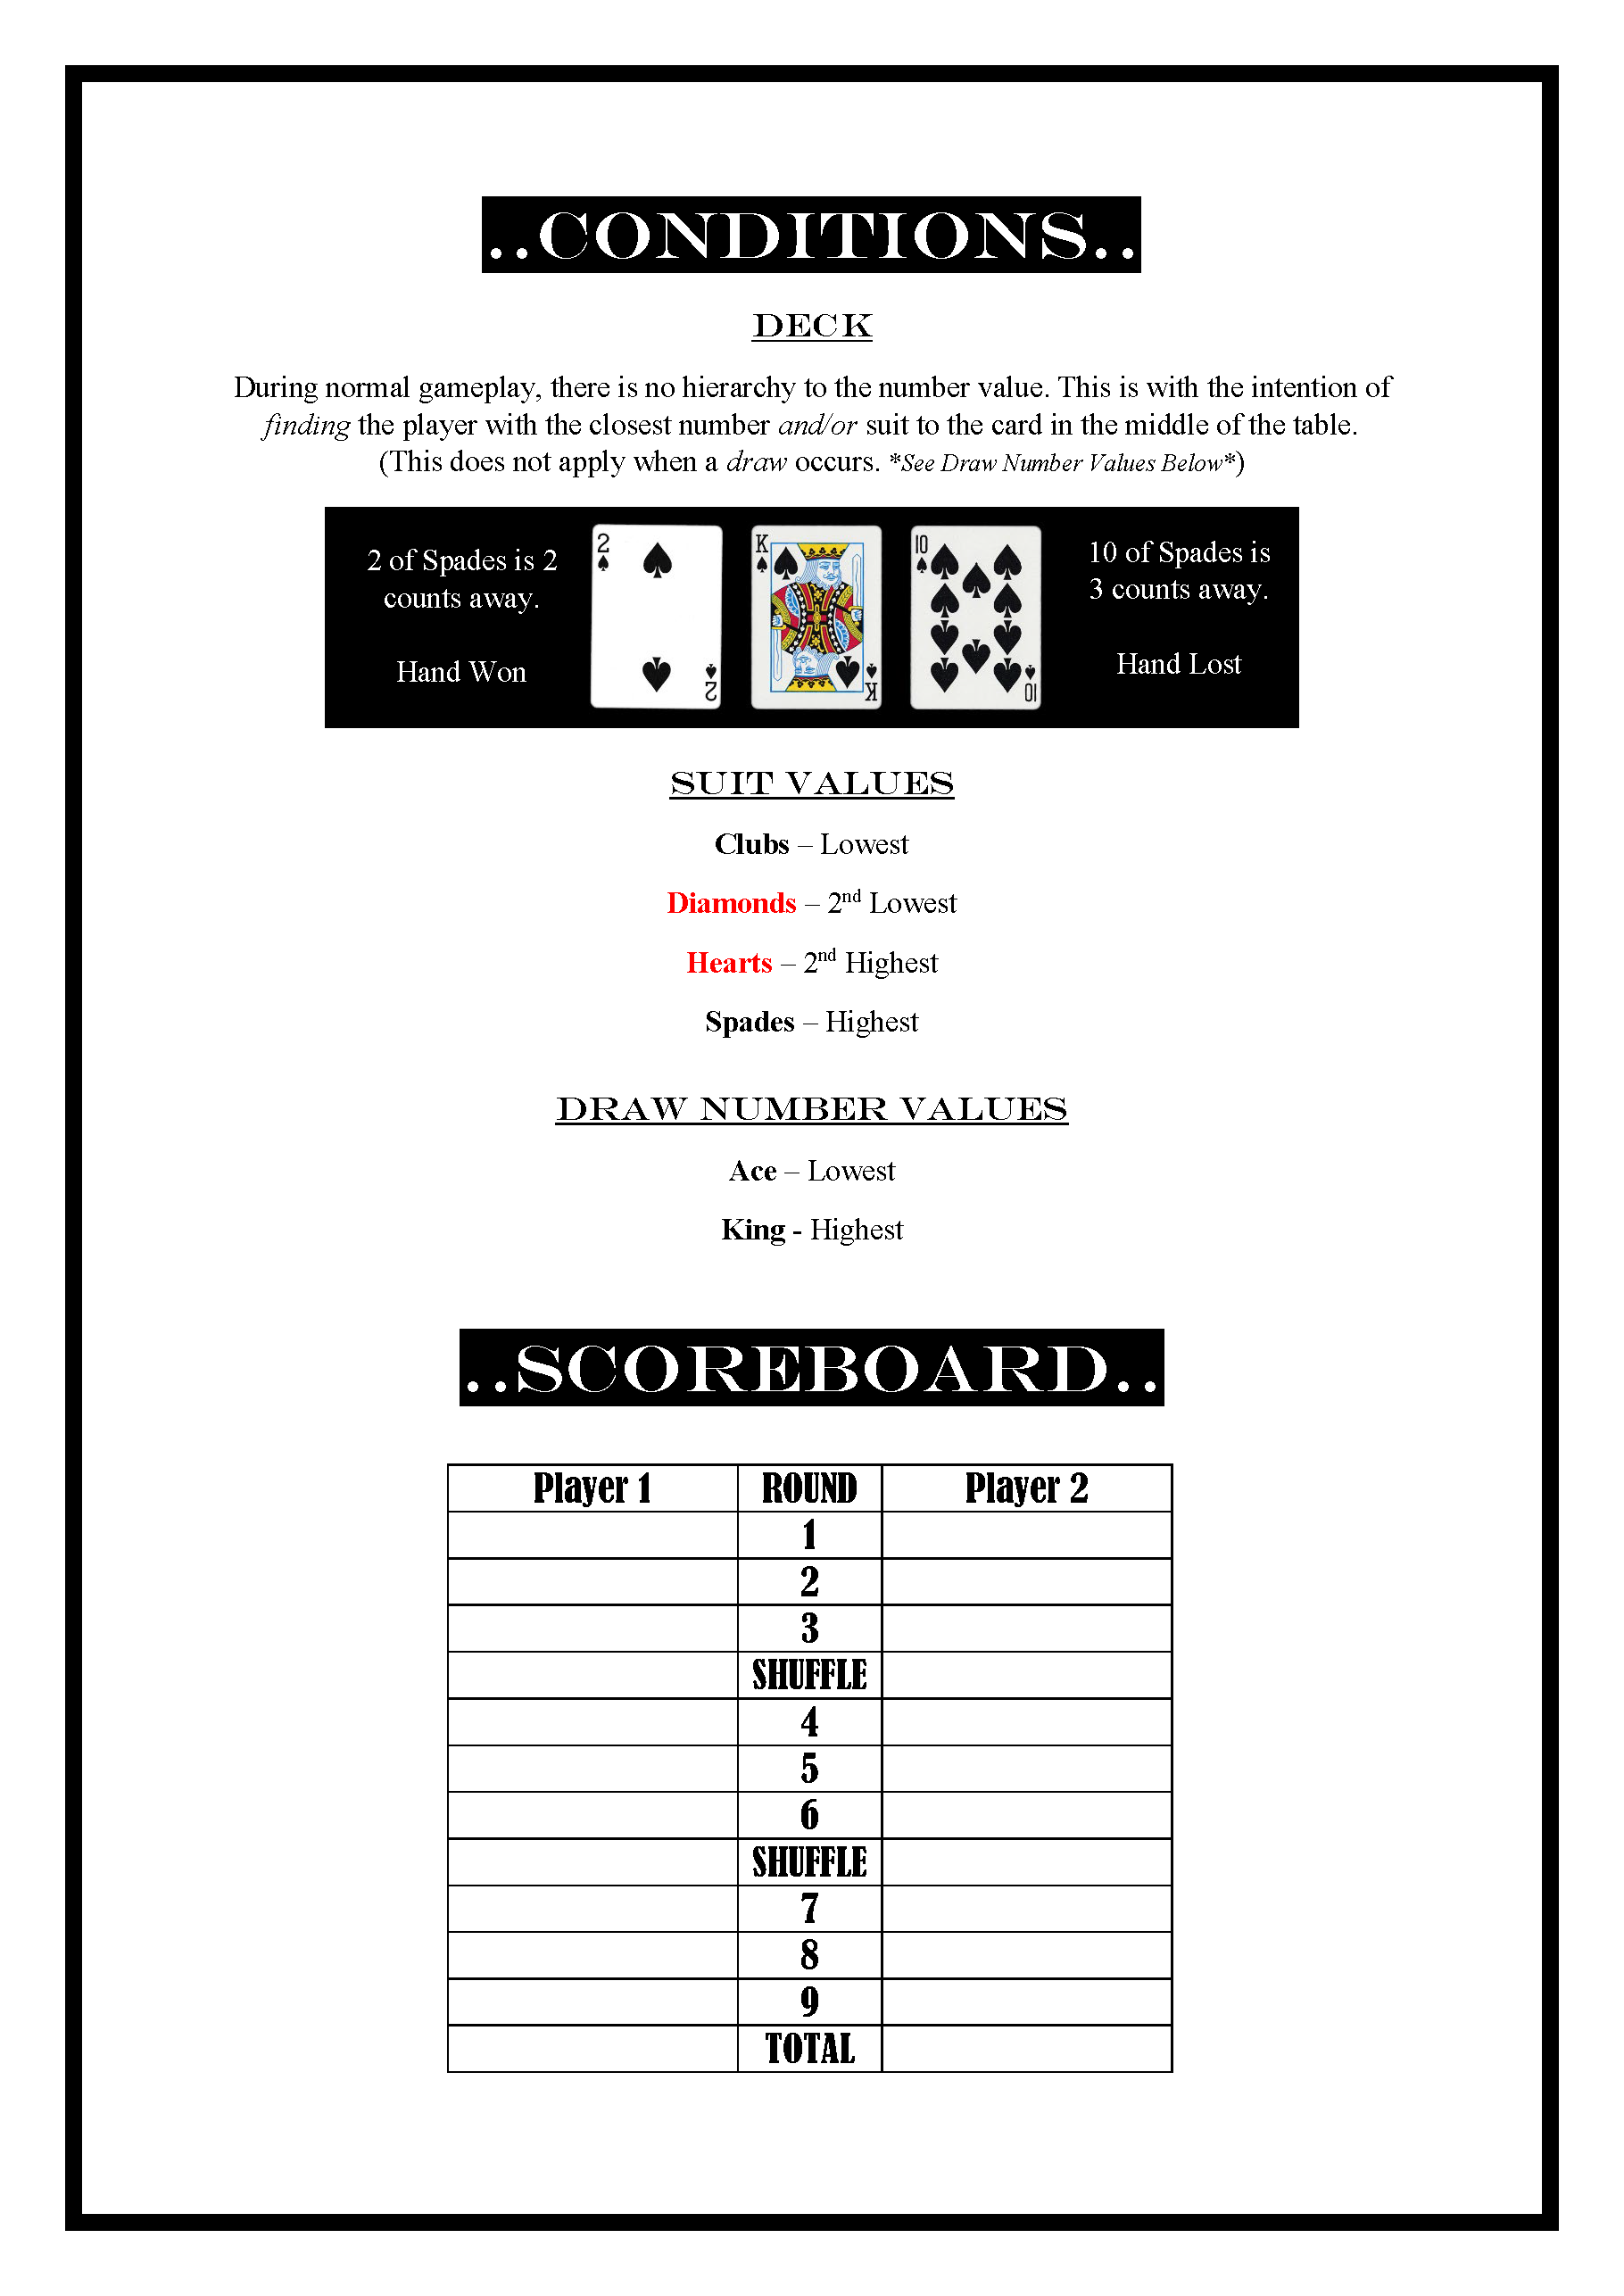 ..CONDITIONS..
DECK
During normal gameplay, there is no hierarchy to the number value. This is with the intention of
finding the player with the closest number and/or suit to the card in the middle of the table.
(This does not apply when a draw occurs. *See Draw Number Values Below*)
2 of Spades is 2
counts away.
Hand Won
2
2
K
K
10
10
10 of Spades is
3 counts away.
Hand Lost
SUIT VALUES
Clubs – Lowest
Diamonds – 2nd Lowest
Hearts – 2nd Highest
Spades – Highest
DRAW NUMBER VALUES
Ace – Lowest
King - Highest
..SCOREBOARD..
Player 1 ROUND Player 2
1
2
3
SHUFFLE
4
5
6
SHUFFLE
7
8
9
TOTAL